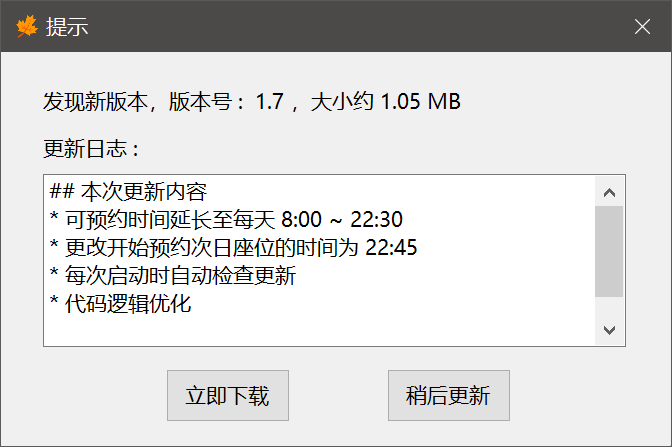 提示
发现新版本，版本号：1.7 ，大小约 1.05 MB
更新日志：
## 本次更新内容
* 可预约时间延长至每天 8:00 ~ 22:30
* 更改开始预约次日座位的时间为 22:45
* 每次启动时自动检查更新
* 代码逻辑优化
立即下载
稍后更新